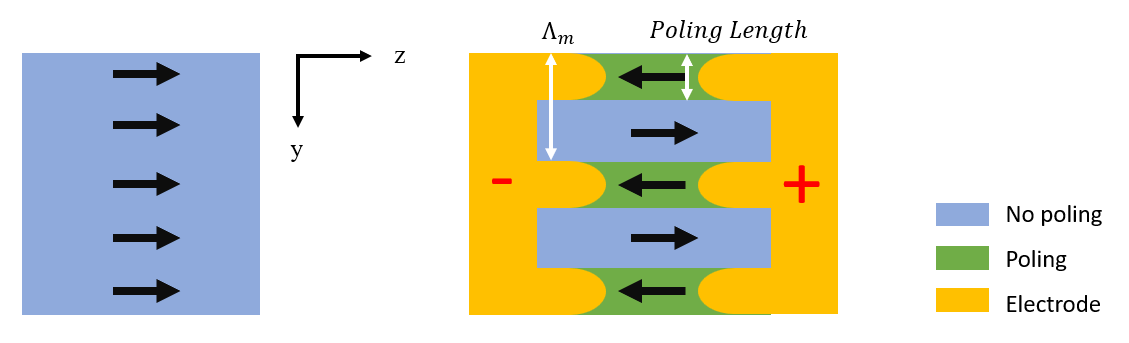 Λm
Poling Length
z
y
-
+
No poling
Poling
Electrode